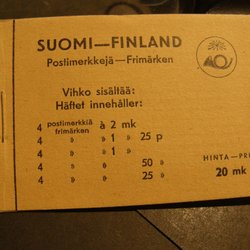 SUOMI—FINLAND
Postimerkkejä—Frimärken
Vihko sisältää:
Häftet innehåller:
4 postimerkkiä frimärken à 2 mk
4 » » 1 » 25 p
4 » » 1 »
4 » 50 »
4 » 25 »
HINTA—PRI
20 mk